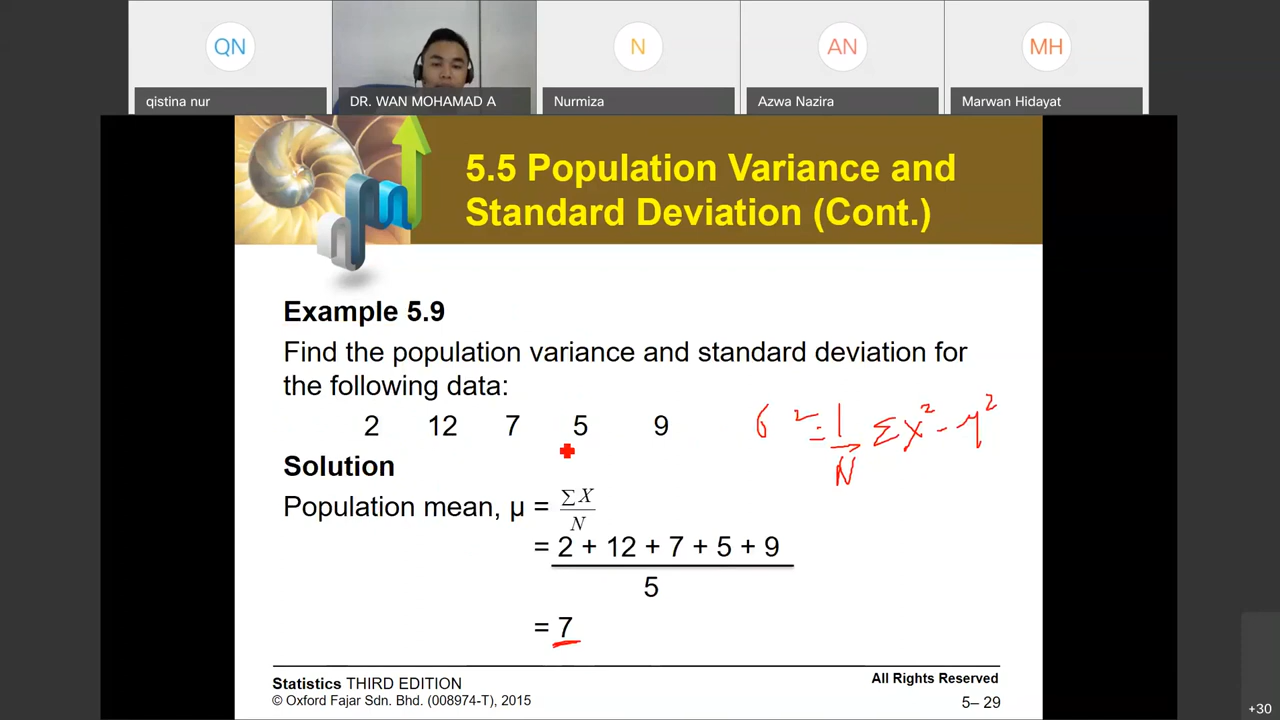 QN
N
AN
MH
qistina nur
DR. WAN MOHAMAD A
Nurmiza
Azwa Nazira
Marwan Hidayat
5.5 Population Variance and
Standard Deviation (Cont.)
Example 5.9
Find the population variance and standard deviation for
the following data:
2 12 7 5 9
б² = 1/N Σx² - μ²
Solution
Population mean, μ = ΣX/N
= 2 + 12 + 7 + 5 + 9
5
= 7
Statistics THIRD EDITION
All Rights Reserved
© Oxford Fajar Sdn. Bhd. (008974-T), 2015
5– 29
+30